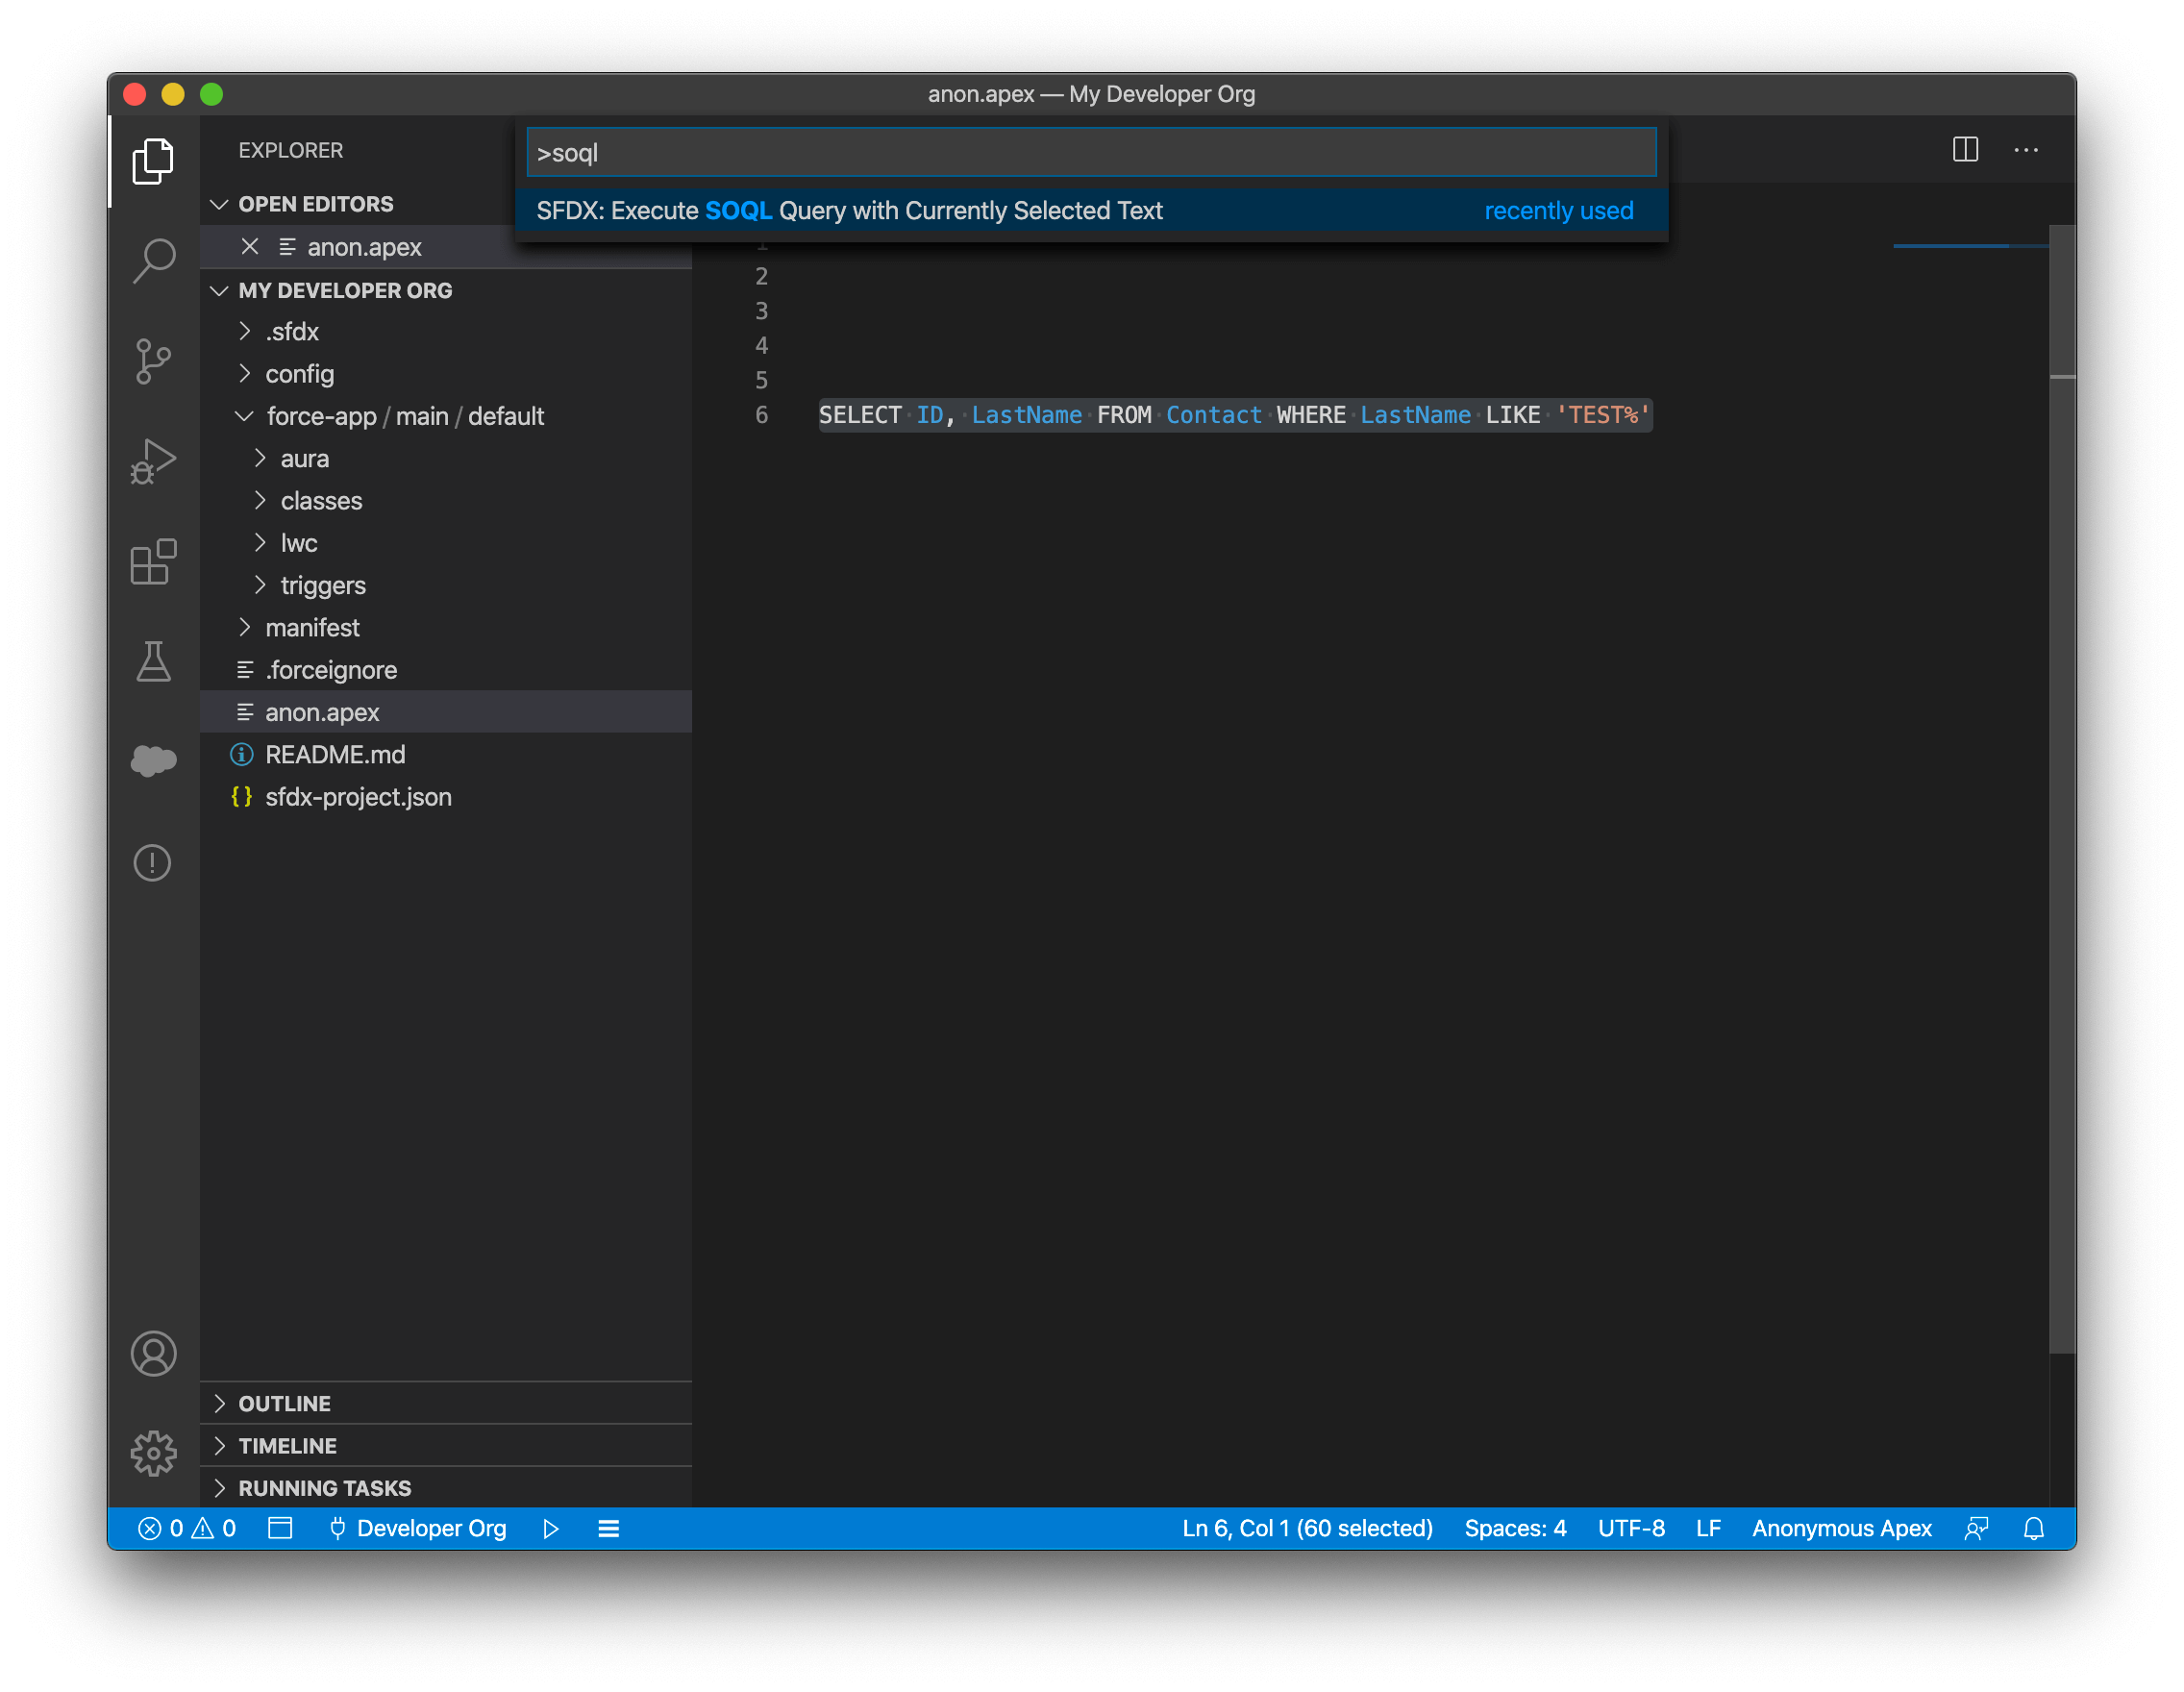 anon.apex — My Developer Org
EXPLORER
>soql
SFDX: Execute SOQL Query with Currently Selected Text recently used
OPEN EDITORS
anon.apex
MY DEVELOPER ORG
.sfdx
config
force-app / main / default
aura
classes
lwc
triggers
manifest
.forceignore
anon.apex
README.md
{} sfdx-project.json
1
2
3
4
5
6 SELECT ID, LastName FROM Contact WHERE LastName LIKE 'TEST%'
OUTLINE
TIMELINE
RUNNING TASKS
0 0 Developer Org Ln 6, Col 1 (60 selected) Spaces: 4 UTF-8 LF Anonymous Apex